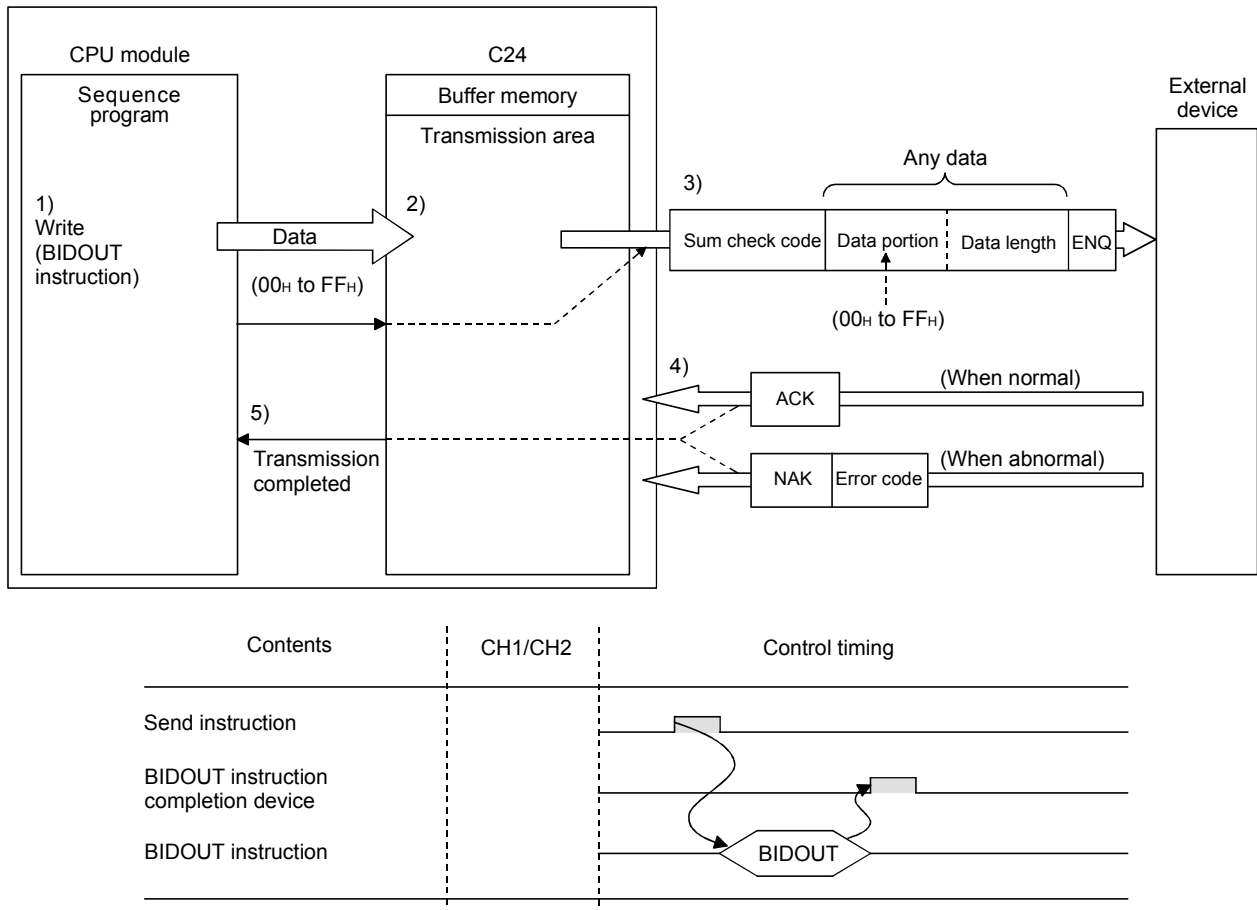 CPU module
C24
Sequence
program
Buffer memory
Transmission area
External
device
Any data
1)
Write
(BIDOUT
instruction)
2)
3)
Data
Sum check code
Data portion
Data length
ENQ
(00H to FFH)
(00H to FFH)
4)
ACK
(When normal)
5)
Transmission
completed
NAK
Error code
(When abnormal)
Contents
CH1/CH2
Control timing
Send instruction
BIDOUT instruction
completion device
BIDOUT instruction
BIDOUT